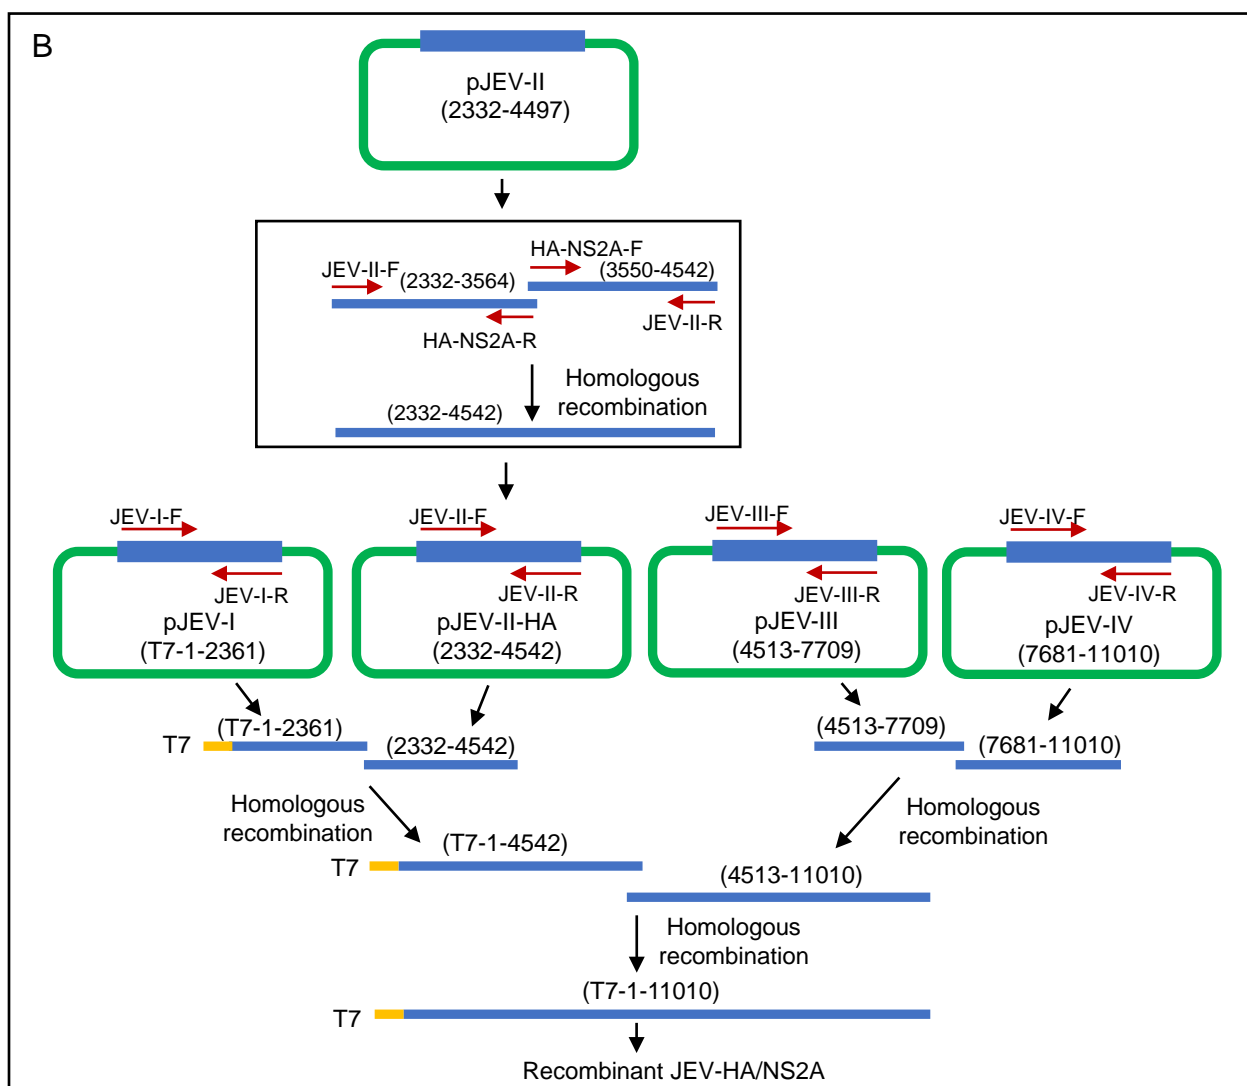 B
pJEV-II
(2332-4497)
HA-NS2A-F
JEV-II-F
(2332-3564)
(3550-4542)
HA-NS2A-R
JEV-II-R
Homologous
recombination
(2332-4542)
JEV-I-F
JEV-II-F
JEV-III-F
JEV-IV-F
JEV-I-R
JEV-II-R
JEV-III-R
JEV-IV-R
pJEV-I
(T7-1-2361)
pJEV-II-HA
(2332-4542)
pJEV-III
(4513-7709)
pJEV-IV
(7681-11010)
T7
(T7-1-2361)
(2332-4542)
(4513-7709)
(7681-11010)
Homologous
recombination
Homologous
recombination
T7
(T7-1-4542)
(4513-11010)
Homologous
recombination
T7
(T7-1-11010)
Recombinant JEV-HA/NS2A